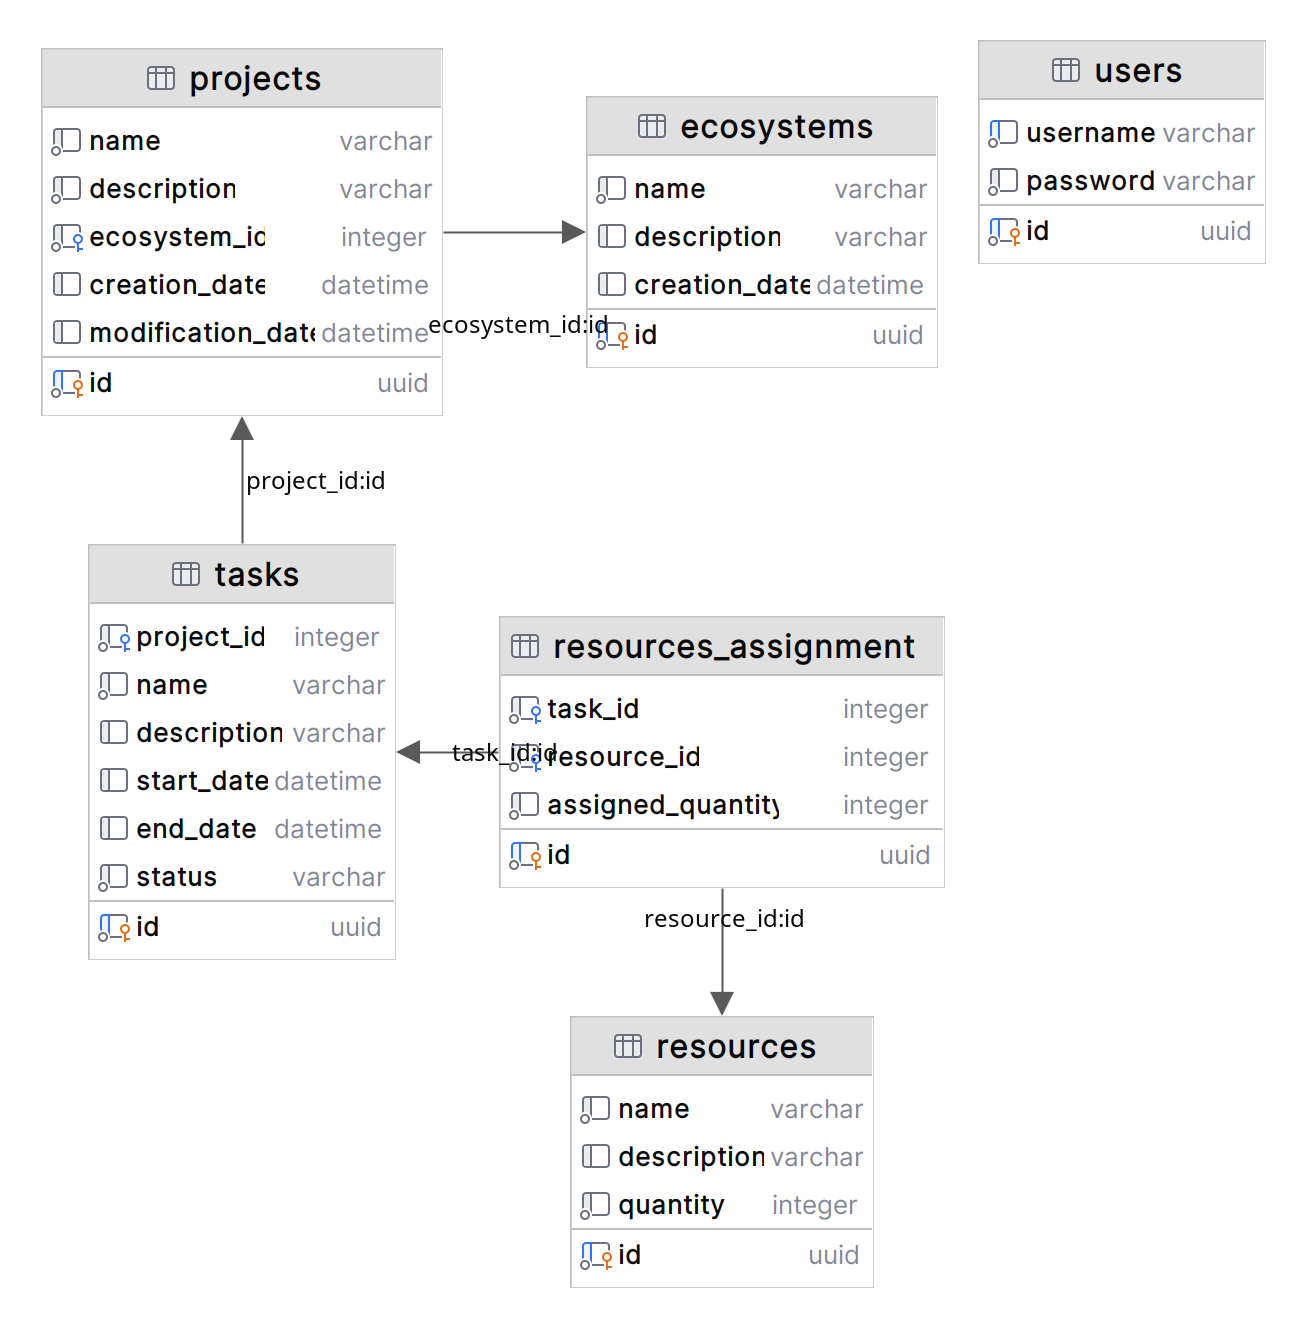 projects
name varchar
description varchar
ecosystem_id integer
creation_date datetime
modification_date datetime
id uuid
ecosystem_id:id
ecosystems
name varchar
description varchar
creation_date datetime
id uuid
users
username varchar
password varchar
id uuid
project_id:id
tasks
project_id integer
name varchar
description varchar
start_date datetime
end_date datetime
status varchar
id uuid
task_id:id
resources_assignment
task_id integer
resource_id integer
assigned_quantity integer
id uuid
resource_id:id
resources
name varchar
description varchar
quantity integer
id uuid